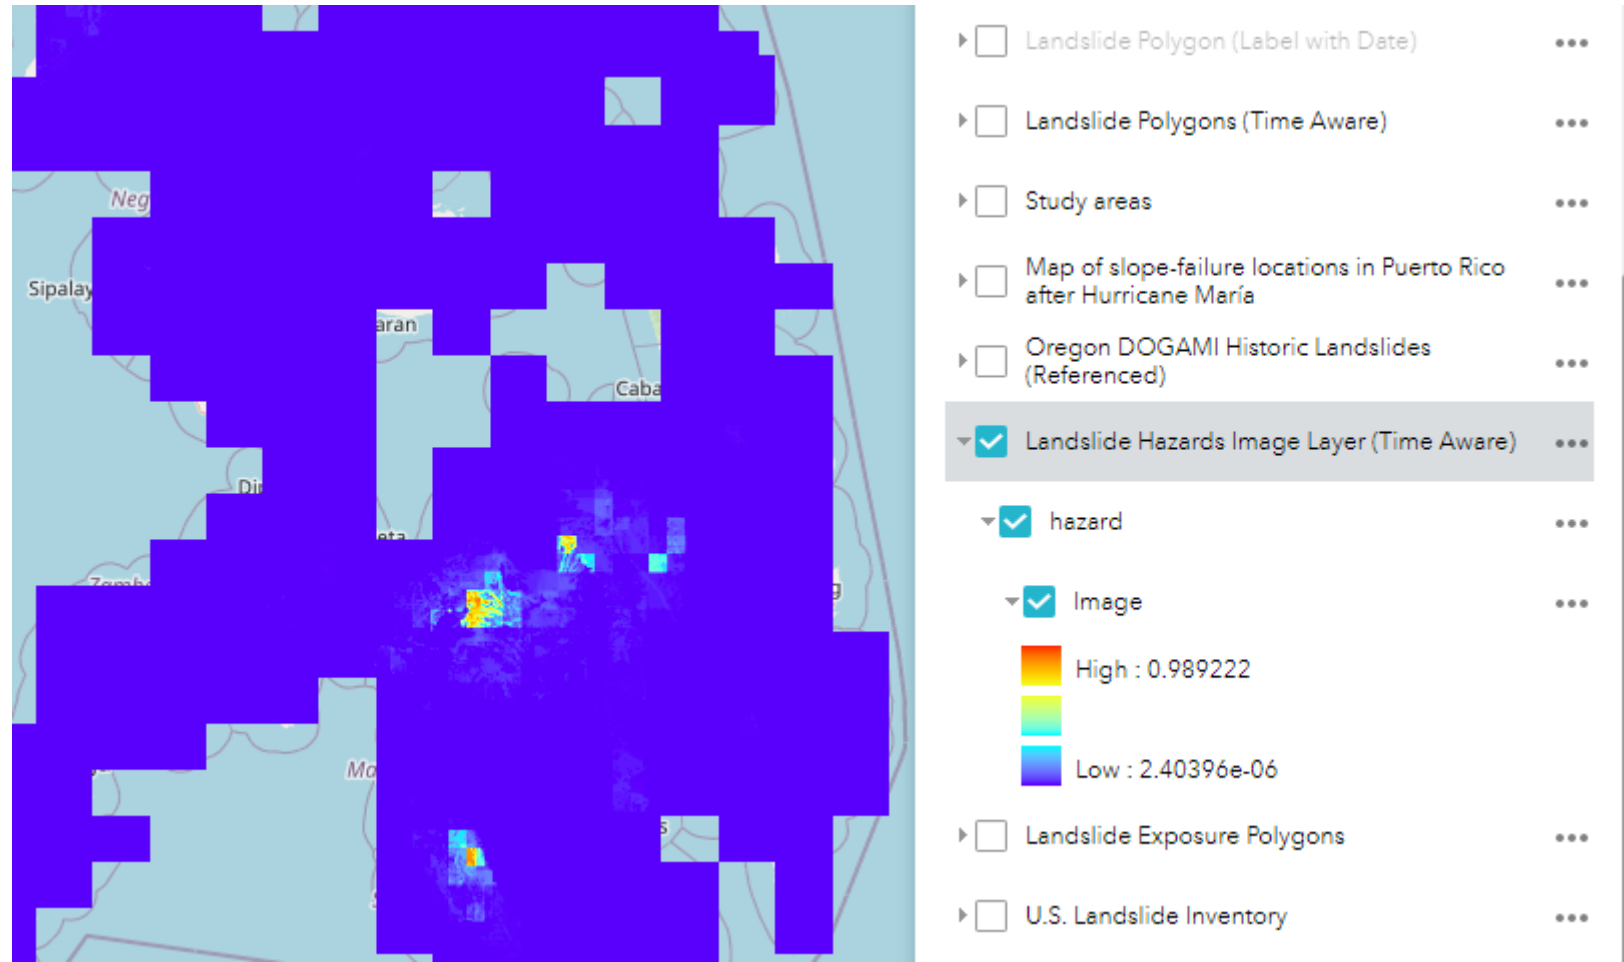 Neg
Sipalay
aran
Caba
Di
eta
Zambo
g
Ma
s
S
Landslide Polygon (Label with Date)
Landslide Polygons (Time Aware)
Study areas
Map of slope-failure locations in Puerto Rico
after Hurricane María
Oregon DOGAMI Historic Landslides
(Referenced)
Landslide Hazards Image Layer (Time Aware)
hazard
Image
High : 0.989222
Low : 2.40396e-06
Landslide Exposure Polygons
U.S. Landslide Inventory